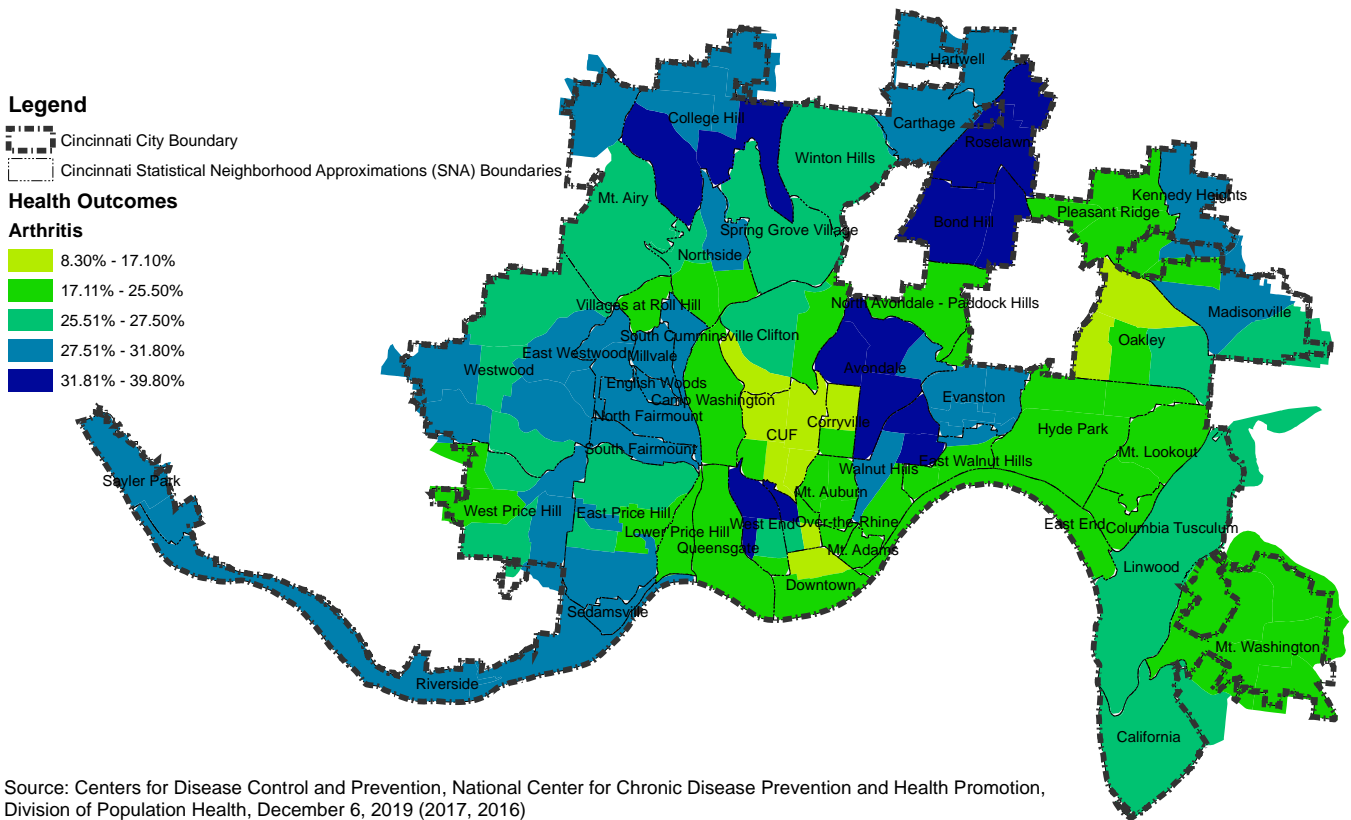 Legend
Cincinnati City Boundary
Cincinnati Statistical Neighborhood Approximations (SNA) Boundaries
Health Outcomes
Arthritis
8.30% - 17.10%
17.11% - 25.50%
25.51% - 27.50%
27.51% - 31.80%
31.81% - 39.80%
Hartwell
College Hill
Carthage
Roselawn
Winton Hills
Mt. Airy
Kennedy Heights
Pleasant Ridge
Bond Hill
Spring Grove Village
Northside
Villages at Roll Hill
North Avondale - Paddock Hills
Madisonville
South Cumminsville
Clifton
Oakley
East Westwood
Millvale
Westwood
Avondale
English Woods
Camp Washington
Evanston
North Fairmount
Corryville
CUF
Hyde Park
South Fairmount
Mt. Lookout
Walnut Hills
East Walnut Hills
Sayler Park
Mt. Auburn
West Price Hill
East Price Hill
West End
Over-the-Rhine
East End
Columbia Tusculum
Lower Price Hill
Queensgate
Mt. Adams
Linwood
Downtown
Sedamsville
Mt. Washington
Riverside
California
Source: Centers for Disease Control and Prevention, National Center for Chronic Disease Prevention and Health Promotion,
Division of Population Health, December 6, 2019 (2017, 2016)